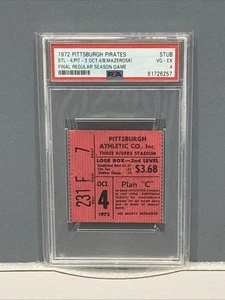 1972 PITTSBURGH PIRATES
STUB
STL - 4,PIT - 3 OCT.4/B.MAZEROSKI
VG - EX
FINAL REGULAR SEASON GAME
4
PSA
61726257
PITTSBURGH
ATHLETIC CO., Inc.
THREE RIVERS STADIUM
LOGE BOX—2nd LEVEL
$3.68
231 F 7
OCT.
4
1972
Plan "C"